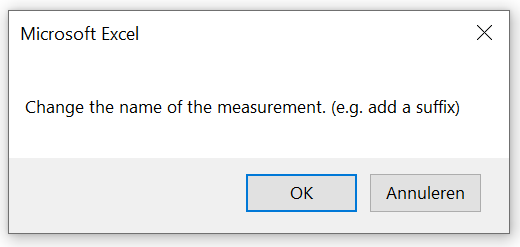 Microsoft Excel
Change the name of the measurement. (e.g. add a suffix)
OK
Annuleren